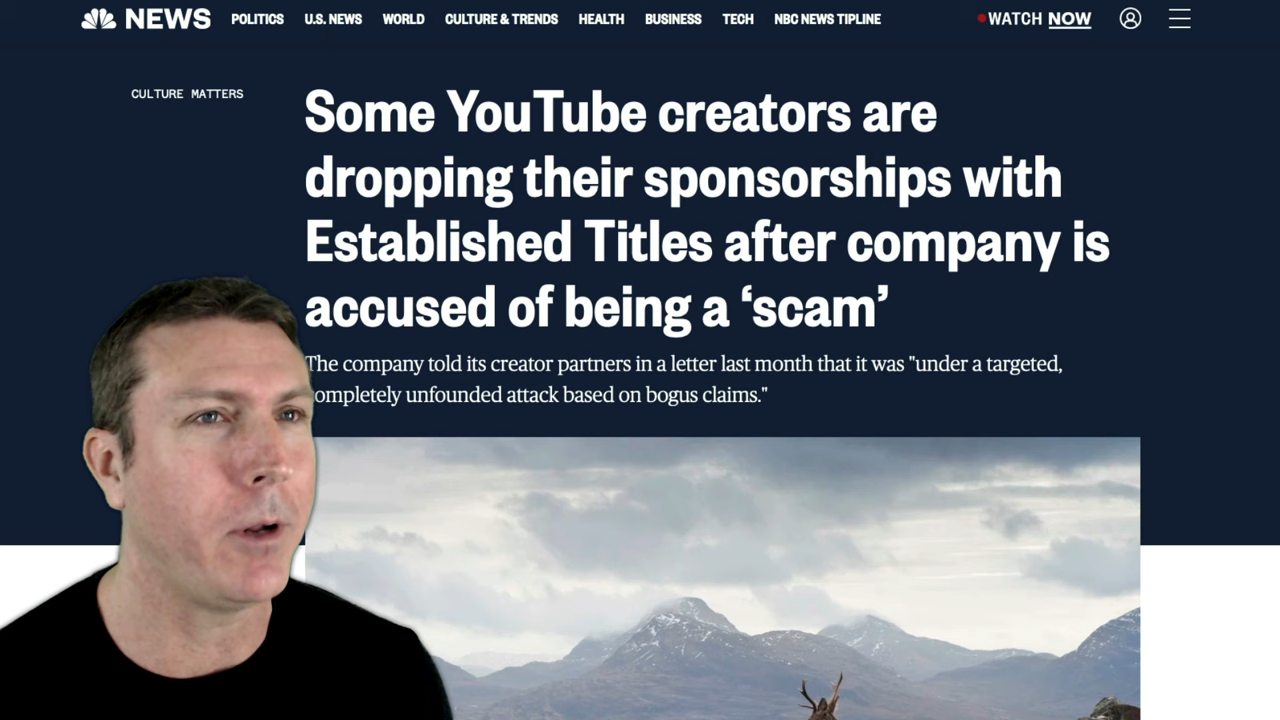 NEWS POLITICS U.S. NEWS WORLD CULTURE & TRENDS HEALTH BUSINESS TECH NBC NEWS TIPLINE WATCH NOW
CULTURE MATTERS
Some YouTube creators are
dropping their sponsorships with
Established Titles after company is
accused of being a ‘scam’
The company told its creator partners in a letter last month that it was "under a targeted,
completely unfounded attack based on bogus claims."